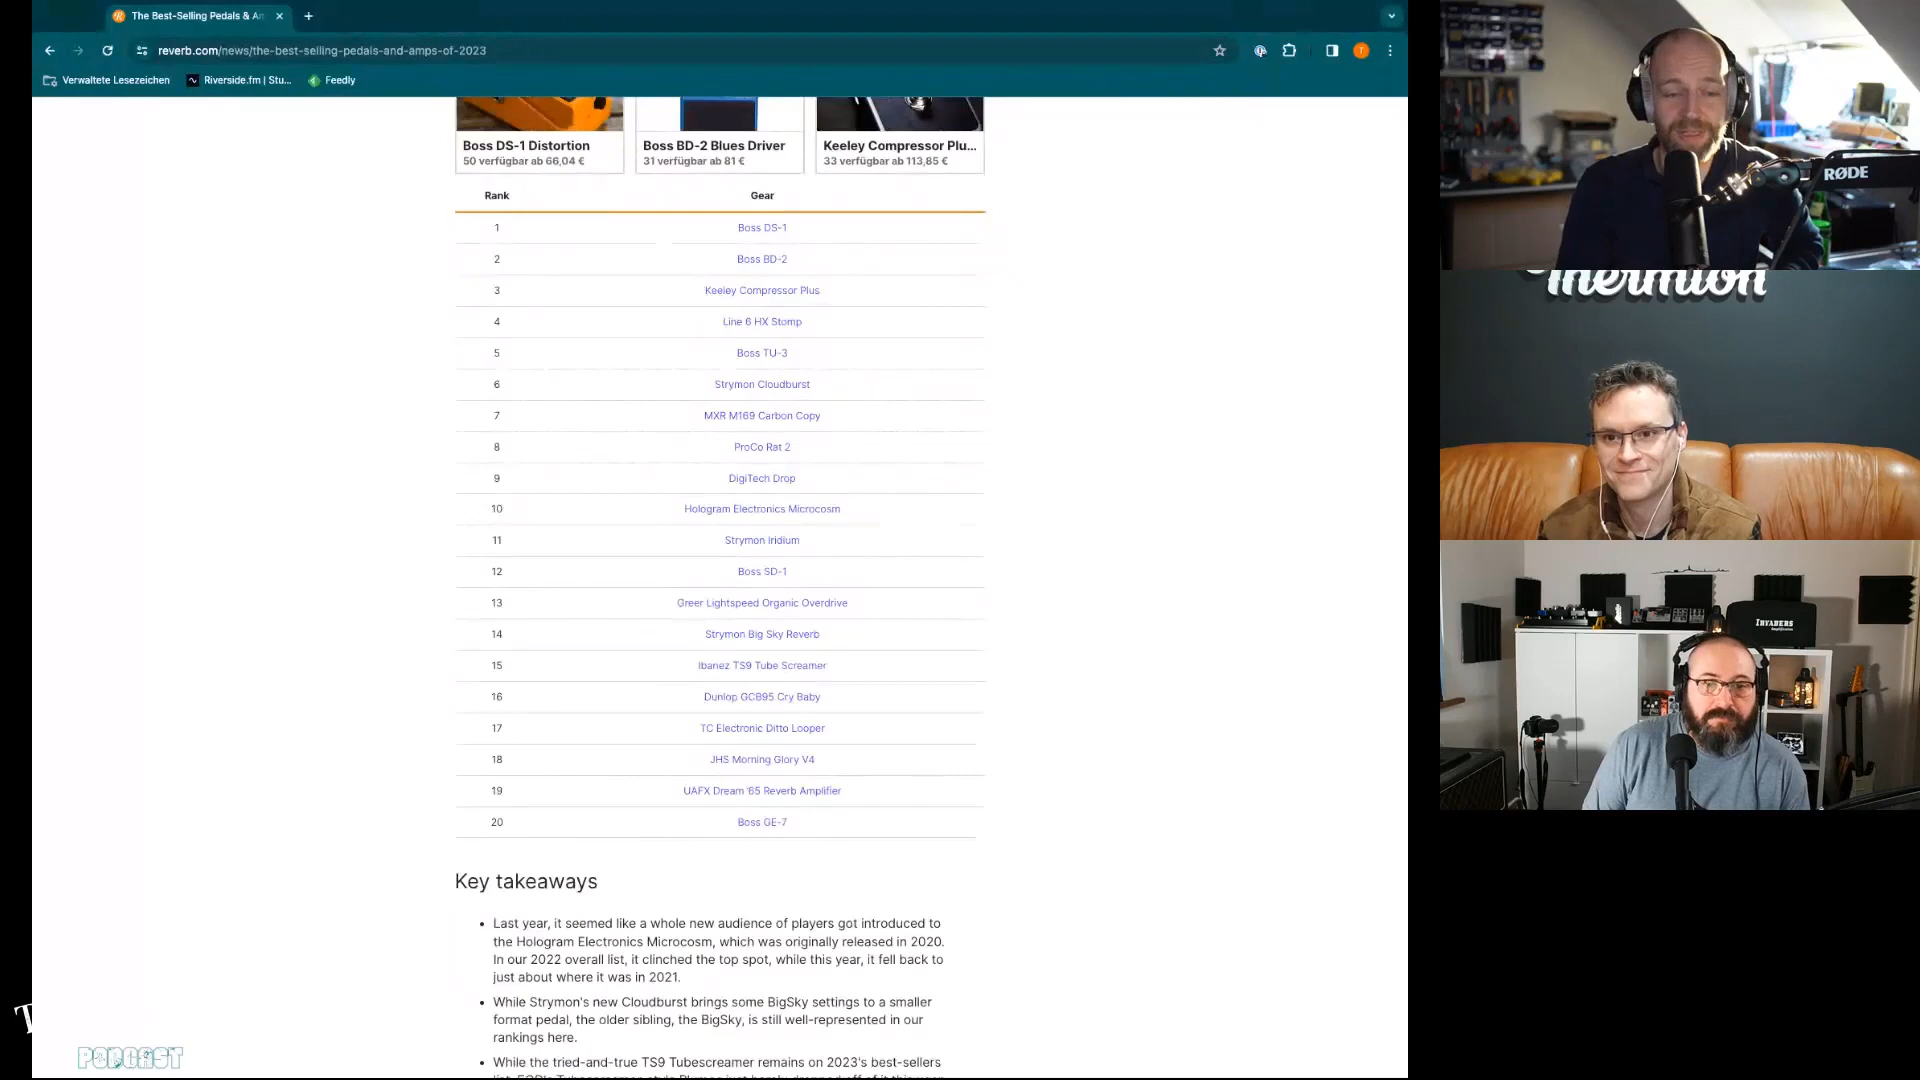 The Best-Selling Pedals & An
reverb.com/news/the-best-selling-pedals-and-amps-of-2023
T
Verwaltete Lesezeichen
Riverside.fm | Stu...
Feedly
Boss DS-1 Distortion
50 verfügbar ab 66,04 €
Boss BD-2 Blues Driver
31 verfügbar ab 81 €
Keeley Compressor Plu...
33 verfügbar ab 113,85 €
Rank Gear
1 Boss DS-1
2 Boss BD-2
3 Keeley Compressor Plus
4 Line 6 HX Stomp
5 Boss TU-3
6 Strymon Cloudburst
7 MXR M169 Carbon Copy
8 ProCo Rat 2
9 DigiTech Drop
10 Hologram Electronics Microcosm
11 Strymon Iridium
12 Boss SD-1
13 Greer Lightspeed Organic Overdrive
14 Strymon Big Sky Reverb
15 Ibanez TS9 Tube Screamer
16 Dunlop GCB95 Cry Baby
17 TC Electronic Ditto Looper
18 JHS Morning Glory V4
19 UAFX Dream '65 Reverb Amplifier
20 Boss GE-7
Key takeaways
• Last year, it seemed like a whole new audience of players got introduced to
the Hologram Electronics Microcosm, which was originally released in 2020.
In our 2022 overall list, it clinched the top spot, while this year, it fell back to
just about where it was in 2021.
• While Strymon's new Cloudburst brings some BigSky settings to a smaller
format pedal, the older sibling, the BigSky, is still well-represented in our
rankings here.
• While the tried-and-true TS9 Tubescreamer remains on 2023's best-sellers
T
PODCAST
RØDE
Thermion
INVADERS